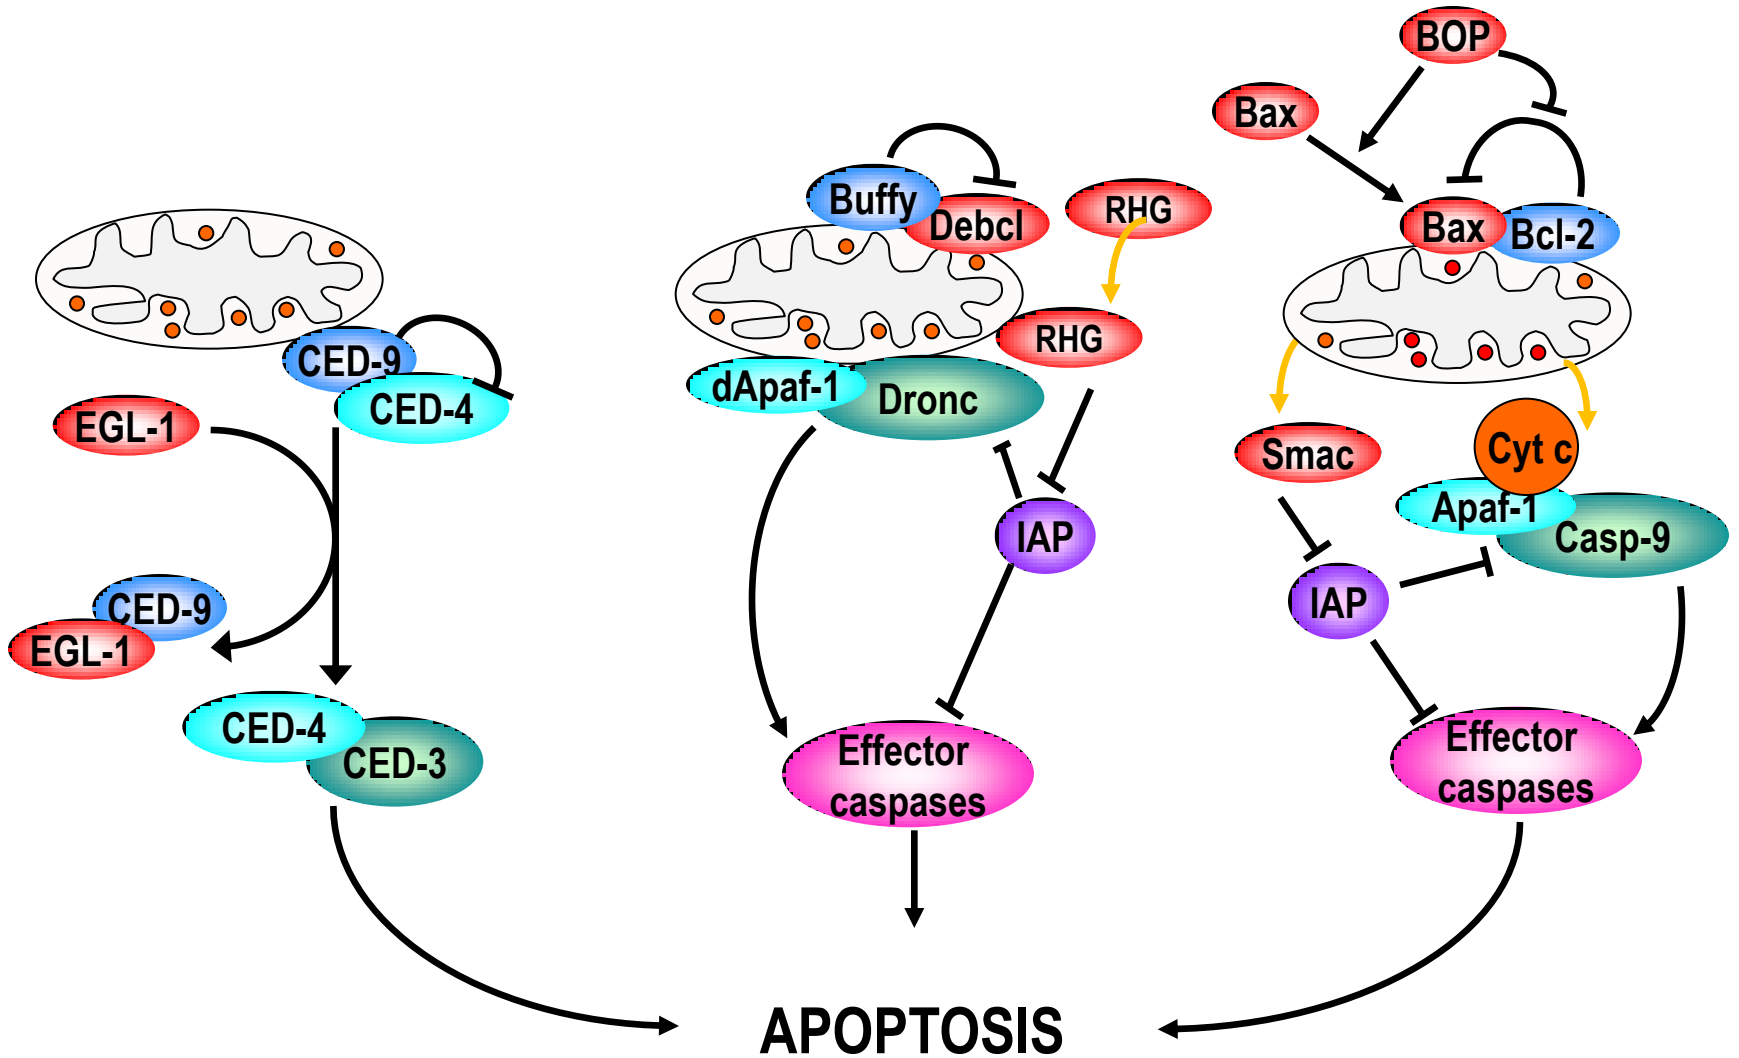 CED-9
CED-4
EGL-1
CED-9
EGL-1
CED-4
CED-3
Buffy
Debcl
RHG
RHG
dApaf-1
Dronc
IAP
Effector
caspases
BOP
Bax
Bax
Bcl-2
Smac
Cyt c
Apaf-1
Casp-9
IAP
Effector
caspases
APOPTOSIS